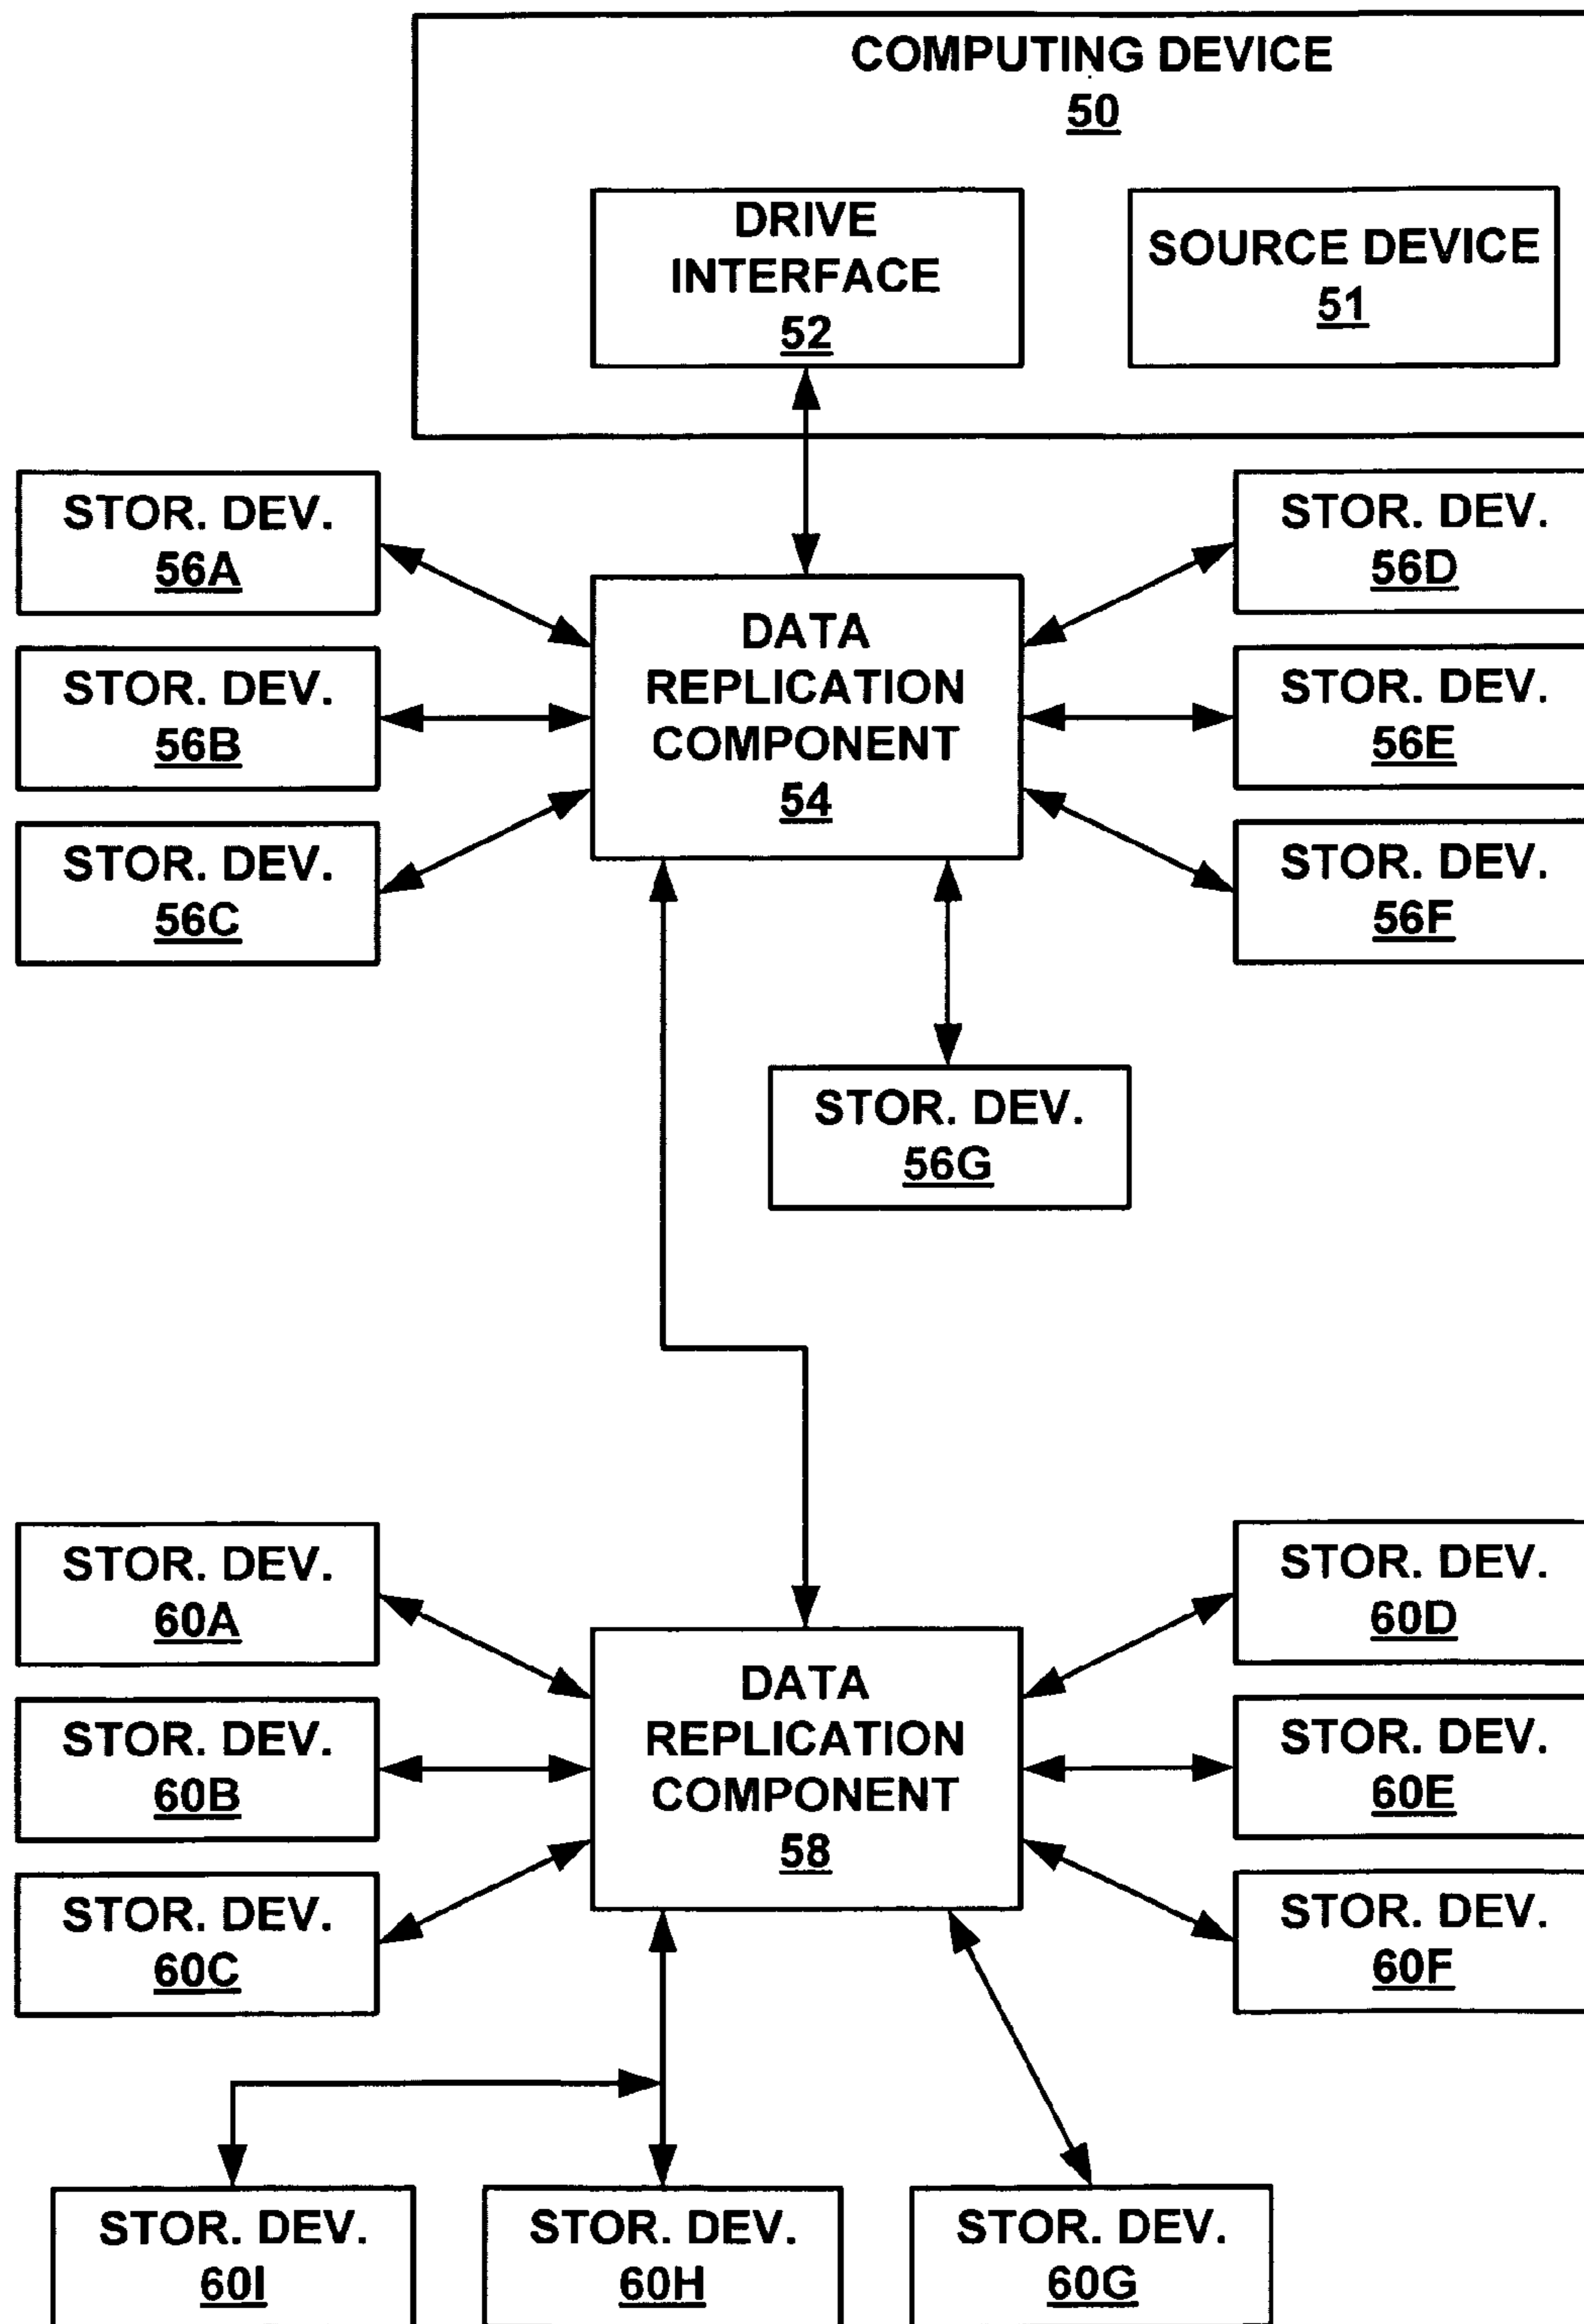 COMPUTING DEVICE
50
DRIVE
INTERFACE
52
SOURCE DEVICE
51
STOR. DEV.
56A
STOR. DEV.
56B
STOR. DEV.
56C
DATA
REPLICATION
COMPONENT
54
STOR. DEV.
56D
STOR. DEV.
56E
STOR. DEV.
56F
STOR. DEV.
56G
STOR. DEV.
60A
STOR. DEV.
60B
STOR. DEV.
60C
DATA
REPLICATION
COMPONENT
58
STOR. DEV.
60D
STOR. DEV.
60E
STOR. DEV.
60F
STOR. DEV.
60I
STOR. DEV.
60H
STOR. DEV.
60G